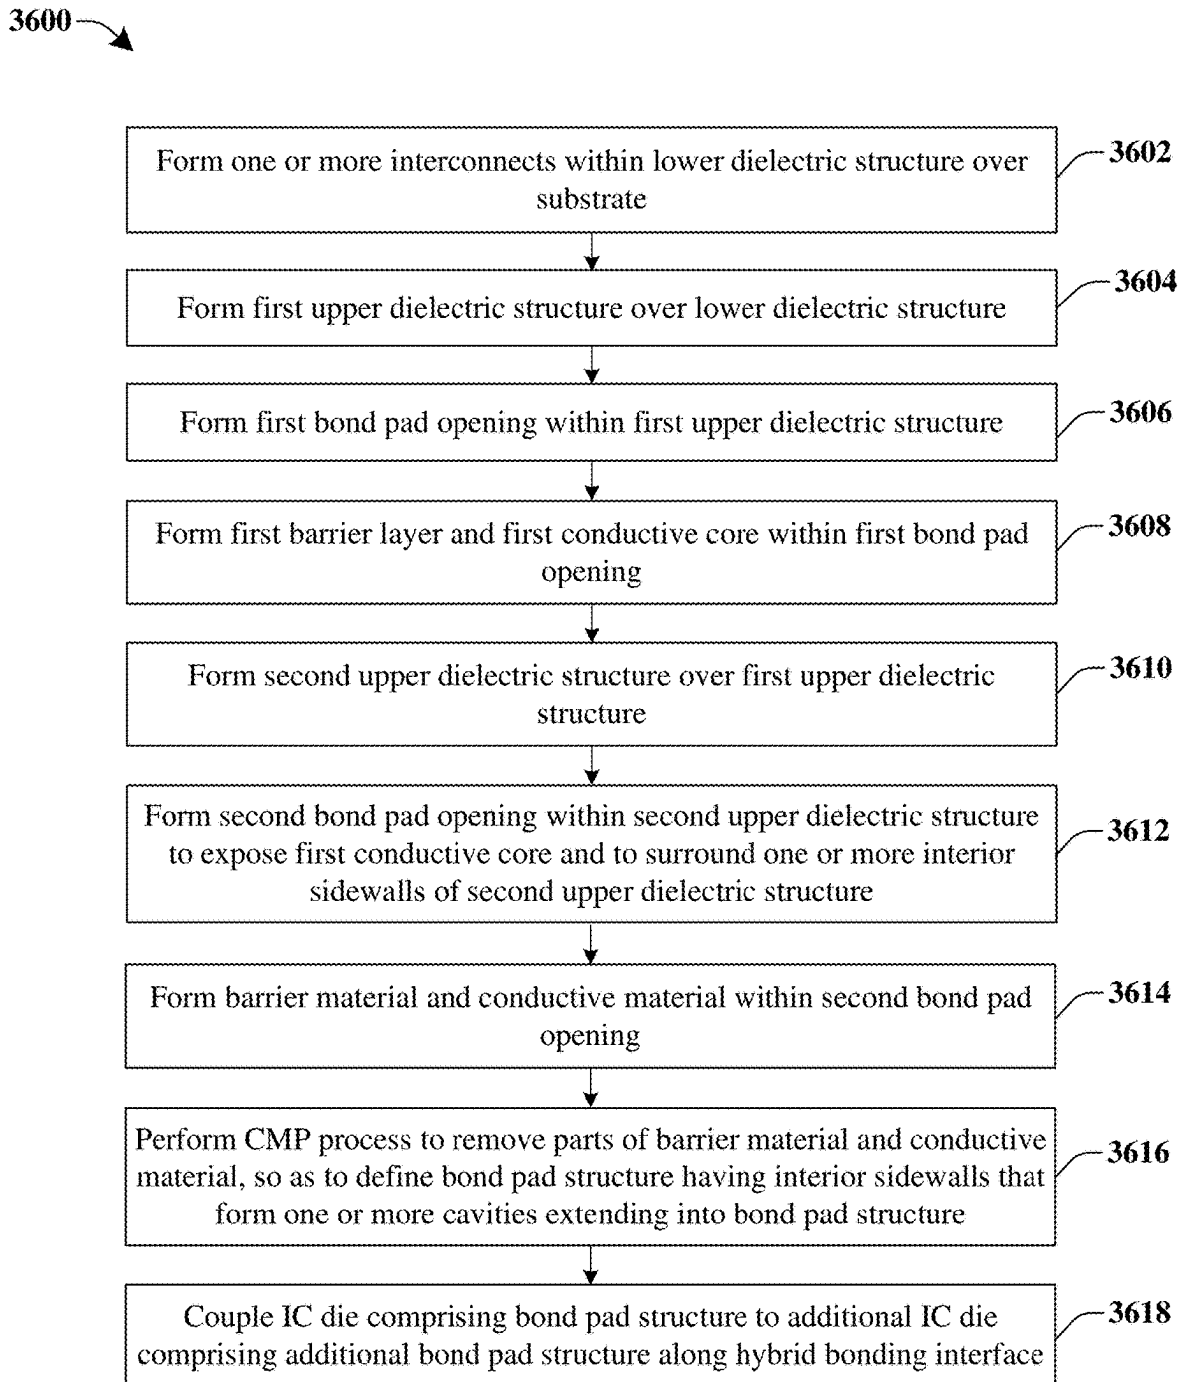 3600
Form one or more interconnects within lower dielectric structure over
substrate
3602
Form first upper dielectric structure over lower dielectric structure
3604
Form first bond pad opening within first upper dielectric structure
3606
Form first barrier layer and first conductive core within first bond pad
opening
3608
Form second upper dielectric structure over first upper dielectric
structure
3610
Form second bond pad opening within second upper dielectric structure
to expose first conductive core and to surround one or more interior
sidewalls of second upper dielectric structure
3612
Form barrier material and conductive material within second bond pad
opening
3614
Perform CMP process to remove parts of barrier material and conductive
material, so as to define bond pad structure having interior sidewalls that
form one or more cavities extending into bond pad structure
3616
Couple IC die comprising bond pad structure to additional IC die
comprising additional bond pad structure along hybrid bonding interface
3618